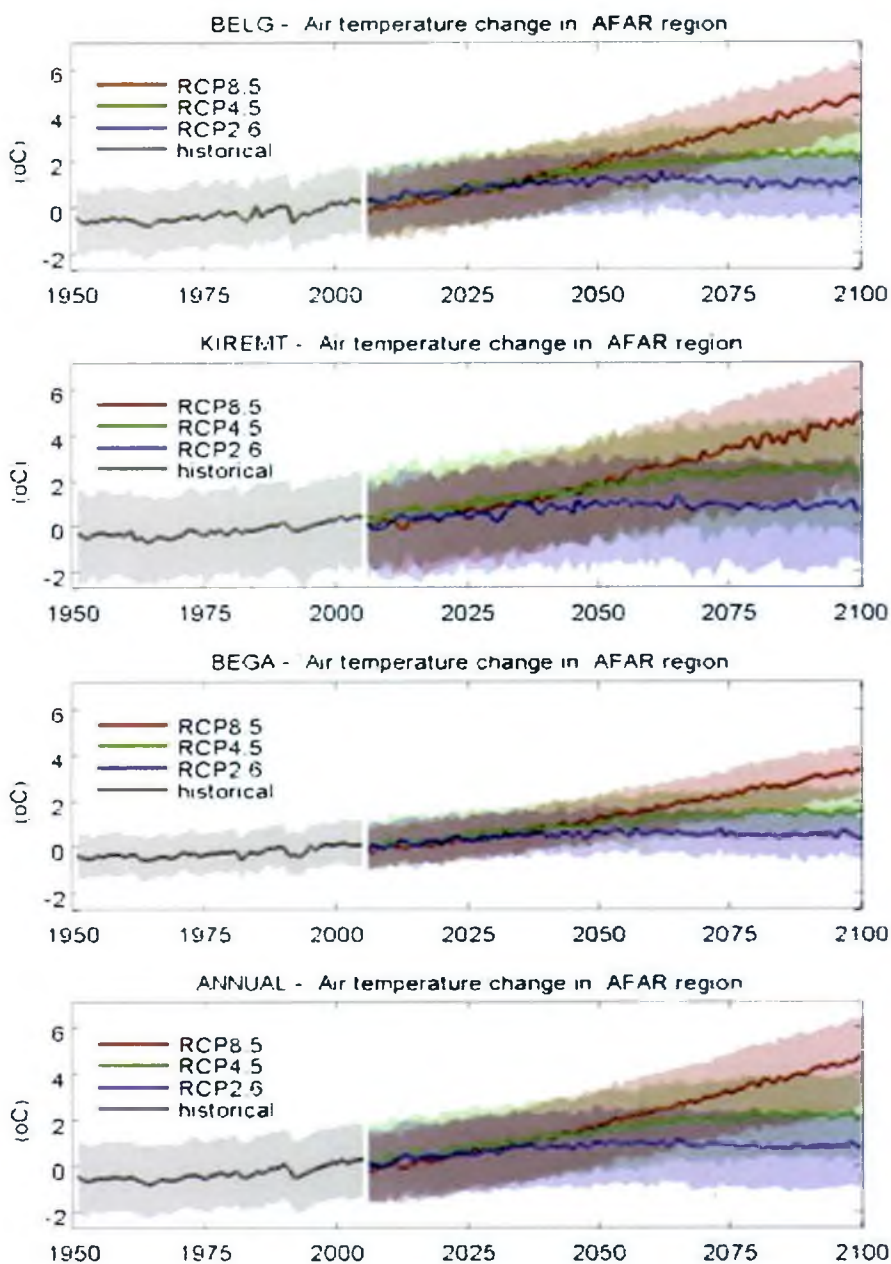 BELG - Air temperature change in AFAR region
6
4
2
0
-2
(oC)
RCP8.5
RCP4.5
RCP2 6
historical
1950 1975 2000 2025 2050 2075 2100
KIREMT - Air temperature change in AFAR region
6
4
2
0
-2
(oC)
RCP8.5
RCP4.5
RCP2 6
historical
1950 1975 2000 2025 2050 2075 2100
BEGA - Air temperature change in AFAR region
6
4
2
0
-2
(oC)
RCP8.5
RCP4.5
RCP2.6
historical
1950 1975 2000 2025 2050 2075 2100
ANNUAL - Air temperature change in AFAR region
6
4
2
0
-2
(oC)
RCP8.5
RCP4.5
RCP2.6
historical
1950 1975 2000 2025 2050 2075 2100